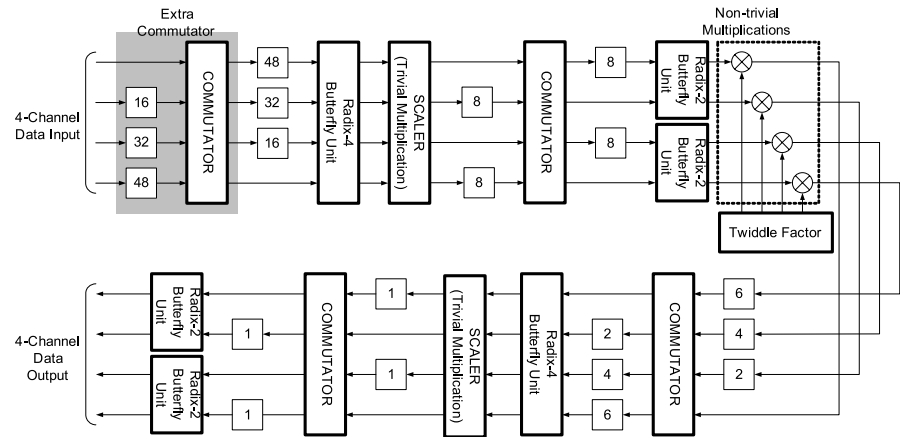 Extra
Commutator
Non-trivial
Multiplications
4-Channel
Data Input
16
32
48
COMMUTATOR
48
32
16
Radix-4
Butterfly Unit
SCALER
(Trivial Multiplication)
8
8
COMMUTATOR
8
8
Radix-2
Butterfly
Unit
Radix-2
Butterfly
Unit
Twiddle Factor
4-Channel
Data
Output
Radix-2
Butterfly
Unit
Radix-2
Butterfly
Unit
1
1
COMMUTATOR
1
1
SCALER
(Trivial Multiplication)
Radix-4
Butterfly Unit
2
4
6
COMMUTATOR
6
4
2